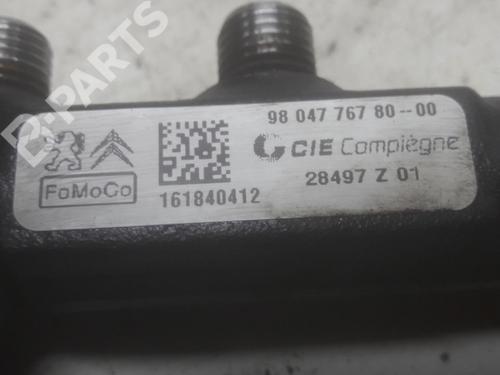 B-PARTS
98 047 767 80--00
CIE Compiègne
FoMoCo
161840412
28497 Z 01